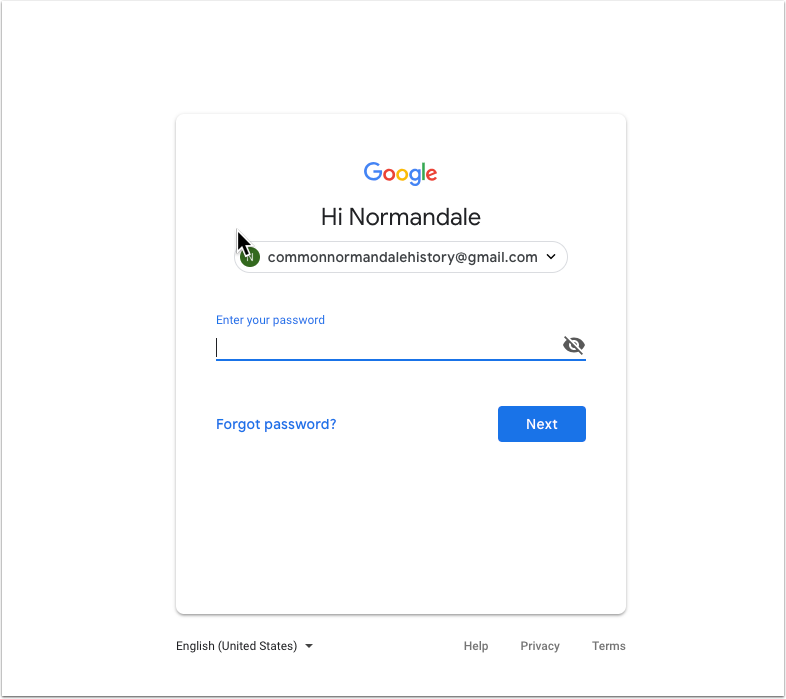 Google
Hi Normandale
N commonnormandalehistory@gmail.com
Enter your password
Forgot password? Next
English (United States) Help Privacy Terms